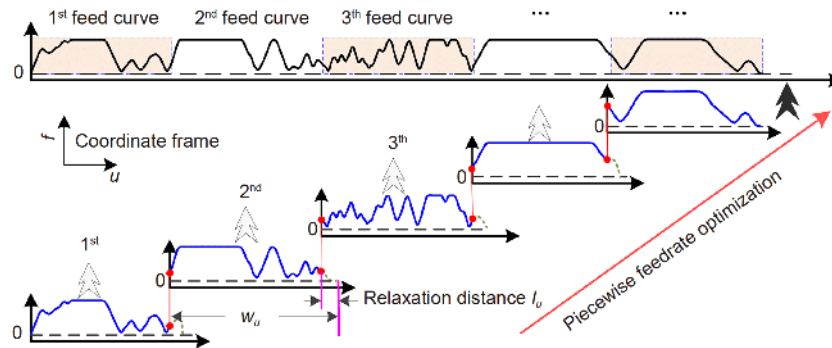 1st feed curve 2nd feed curve 3th feed curve ... ...
0
0
f
Coordinate frame
u
3th
0
2nd
0
1st
0
Relaxation distance lu
wu
0
Piecewise feedrate optimization